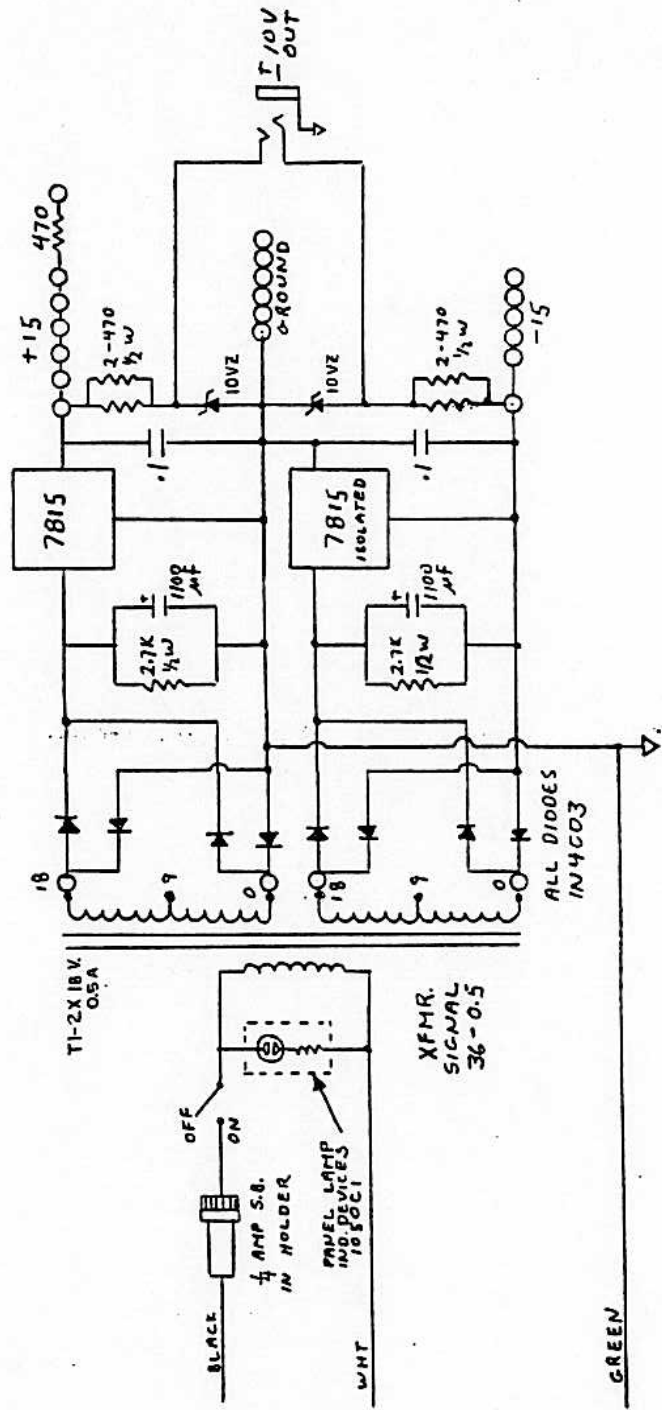 BLACK
WHT
GREEN
¼ AMP S.B.
IN HOLDER
OFF
ON
PANEL LAMP
IND. DEVICES
1050C1
T1-2X 18V.
0.5A
XFMR.
SIGNAL
36-0.5
18
9
0
18
9
0
ALL DIODES
IN4003
2.7K
½W
+
1100
µF
7815
.1
2.7K
1/2W
+
1100
µF
7815
ISOLATED
.1
+15
470
2-470
½W
10VZ
GROUND
10VZ
2-470
½W
-15
± 10V
OUT